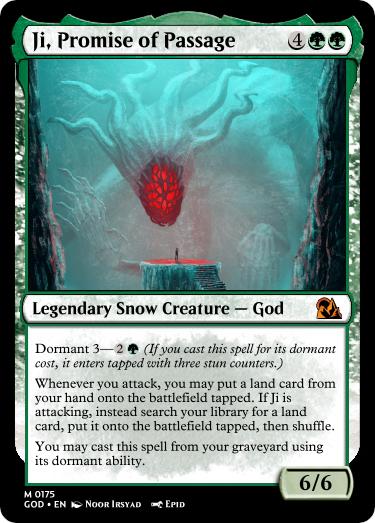 Ji, Promise of Passage 4
Legendary Snow Creature — God
Dormant 3—2 (If you cast this spell for its dormant
cost, it enters tapped with three stun counters.)
Whenever you attack, you may put a land card from
your hand onto the battlefield tapped. If Ji is
attacking, instead search your library for a land
card, put it onto the battlefield tapped, then shuffle.
You may cast this spell from your graveyard using
its dormant ability.
6/6
M 0175
GOD • EN Noor Irsyad Epid